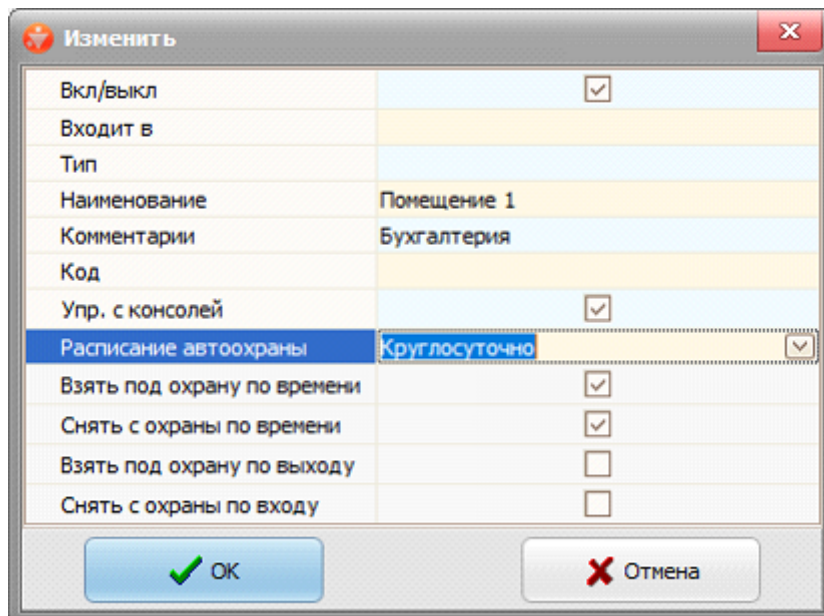 Изменить
Вкл/выкл
Входит в
Тип
Наименование Помещение 1
Комментарии Бухгалтерия
Код
Упр. с консолей
Расписание автоохраны Круглосуточно
Взять под охрану по времени
Снять с охраны по времени
Взять под охрану по выходу
Снять с охраны по входу
ОК Отмена